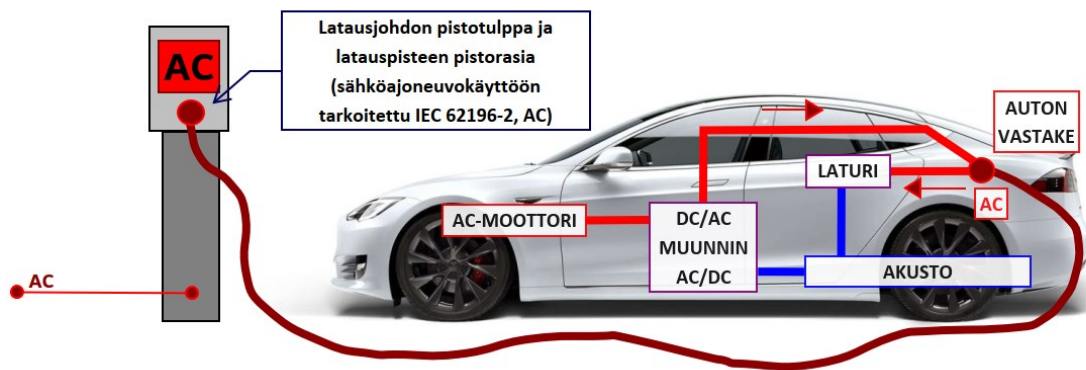 AC
Latausjohdon pistotulppa ja
latauspisteen pistorasia
(sähköajoneuvokäyttöön
tarkoitettu IEC 62196-2, AC)
AUTON
VASTAKE
LATURI
AC
AC-MOOTTORI
DC/AC
MUUNNIN
AC/DC
AKUSTO
AC